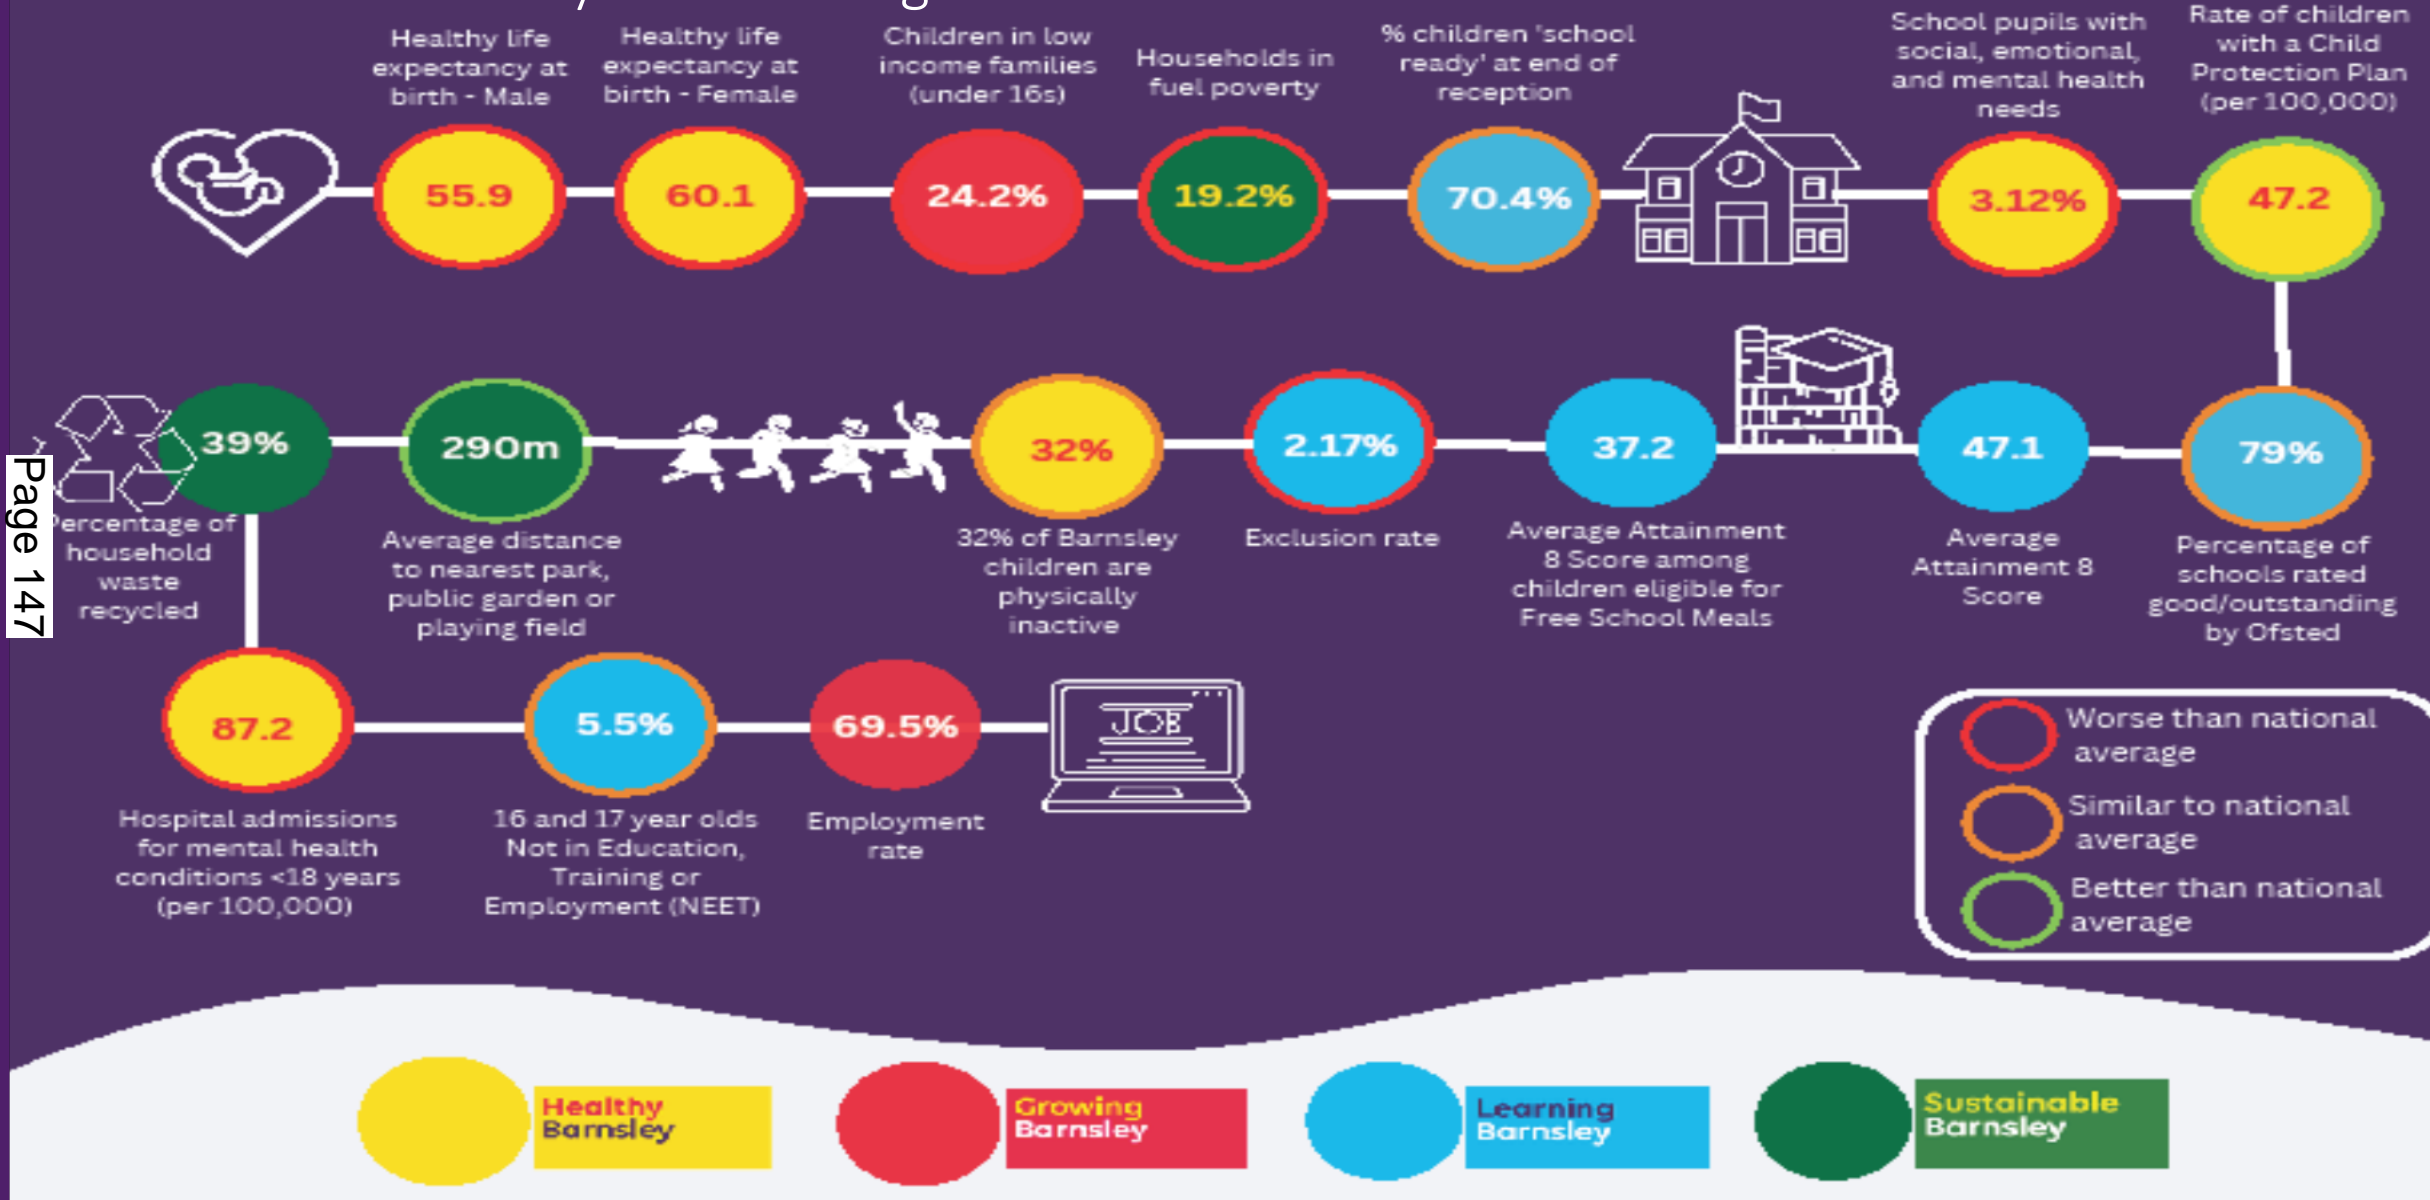 Healthy life
expectancy at
birth - Male
Healthy life
expectancy at
birth - Female
Children in low
income families
(under 16s)
Households in
fuel poverty
% children 'school
ready' at end of
reception
School pupils with
social, emotional,
and mental health
needs
Rate of children
with a Child
Protection Plan
(per 100,000)
55.9
60.1
24.2%
19.2%
70.4%
3.12%
47.2
39%
290m
32%
2.17%
37.2
47.1
79%
Percentage of
household
waste
recycled
Average distance
to nearest park,
public garden or
playing field
32% of Barnsley
children are
physically
inactive
Exclusion rate
Average Attainment
8 Score among
children eligible for
Free School Meals
Average
Attainment 8
Score
Percentage of
schools rated
good/outstanding
by Ofsted
Page 147
87.2
5.5%
69.5%
JOB
Hospital admissions
for mental health
conditions <18 years
(per 100,000)
16 and 17 year olds
Not in Education,
Training or
Employment (NEET)
Employment
rate
Worse than national
average
Similar to national
average
Better than national
average
Healthy
Barnsley
Growing
Barnsley
Learning
Barnsley
Sustainable
Barnsley